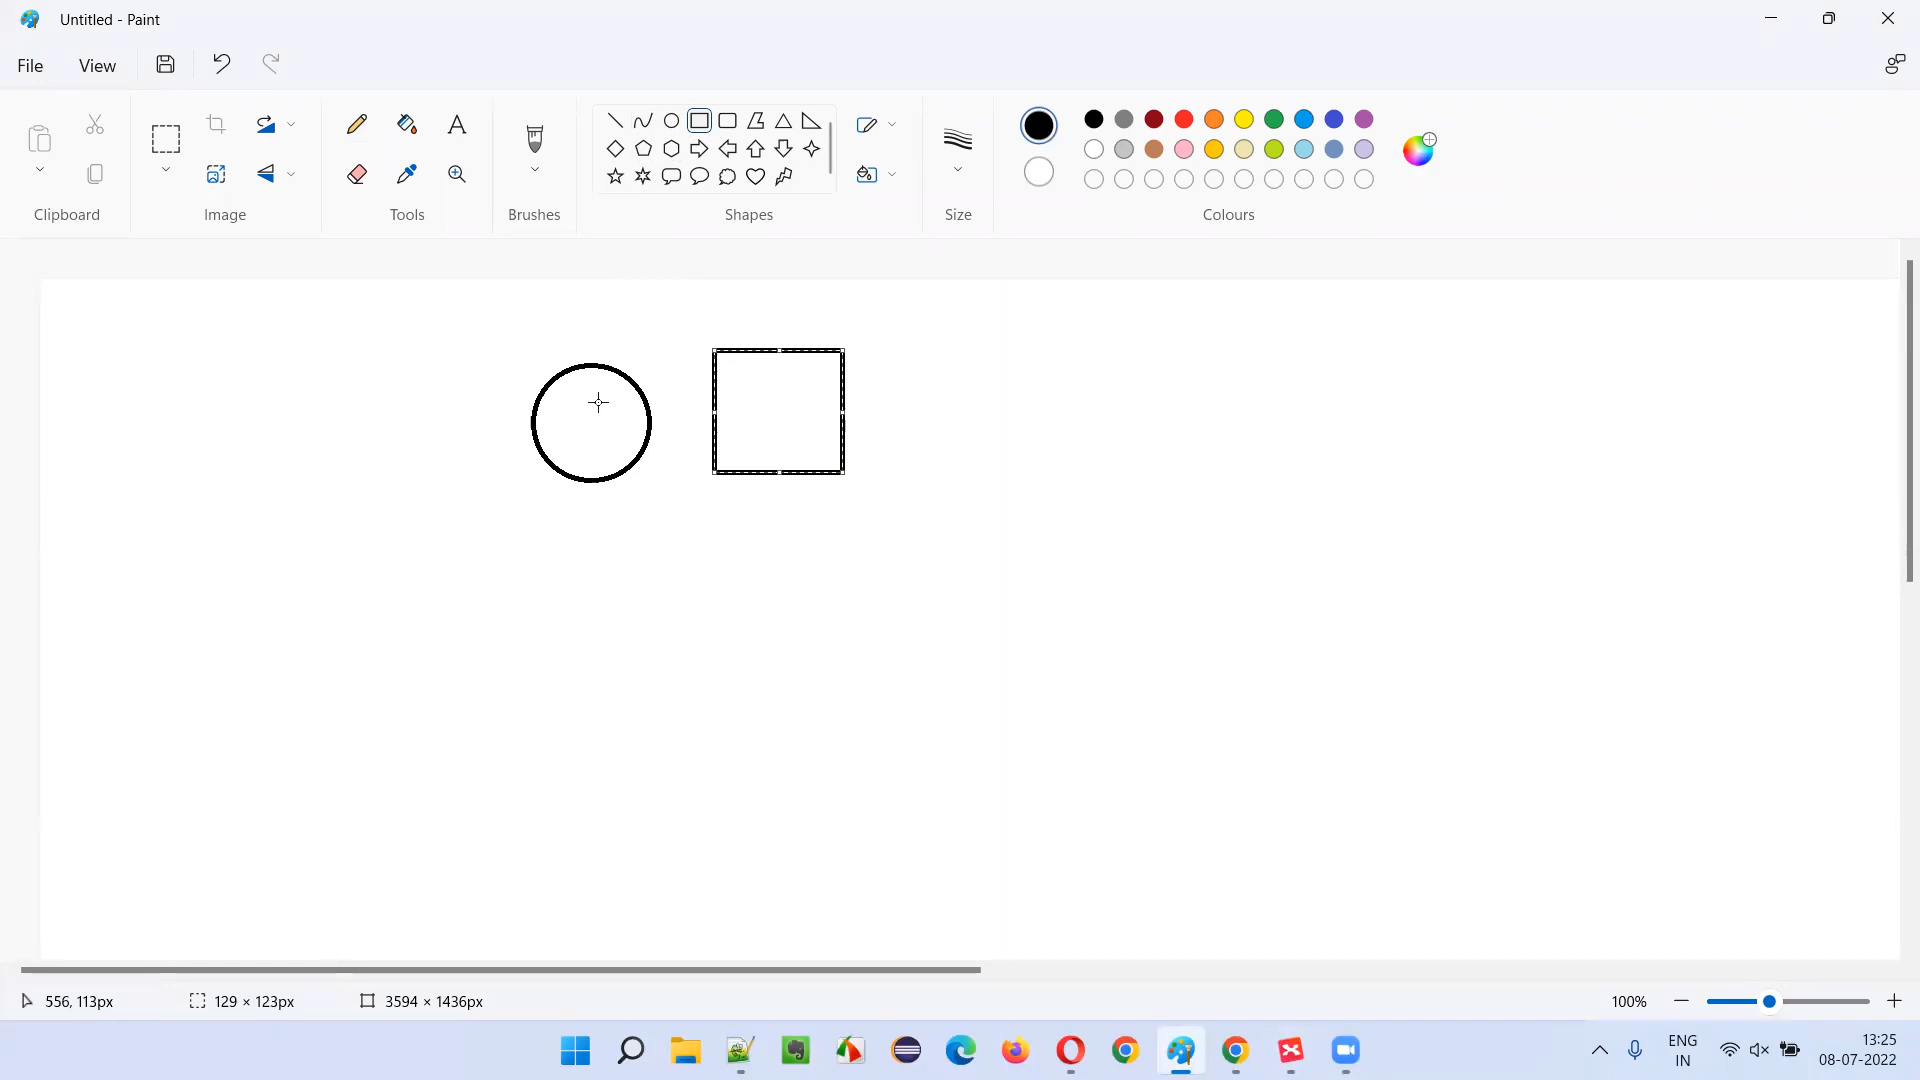 Untitled - Paint
File View
Clipboard Image Tools Brushes Shapes Size Colours
556, 113px 129 × 123px 3594 × 1436px 100%
ENG 13:25
IN 08-07-2022